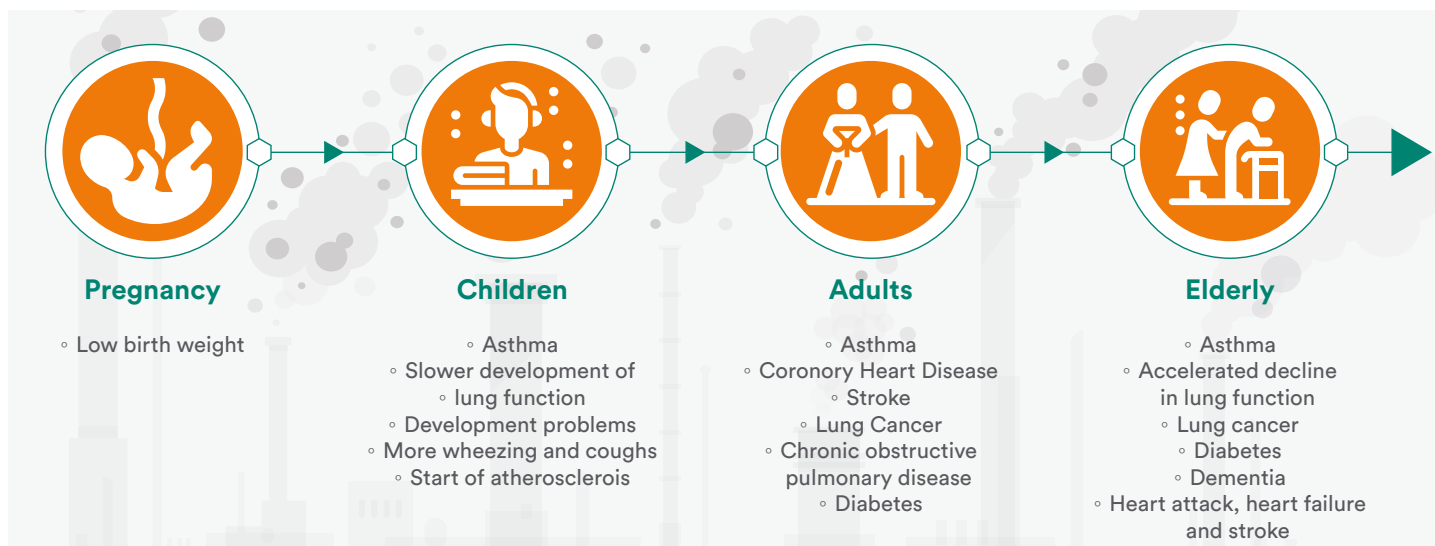 Pregnancy
◦ Low birth weight
Children
◦ Asthma
◦ Slower development of
◦ lung function
◦ Development problems
◦ More wheezing and coughs
◦ Start of atherosclerois
Adults
◦ Asthma
◦ Coronory Heart Disease
◦ Stroke
◦ Lung Cancer
◦ Chronic obstructive
pulmonary disease
◦ Diabetes
Elderly
◦ Asthma
◦ Accelerated decline
in lung function
◦ Lung cancer
◦ Diabetes
◦ Dementia
◦ Heart attack, heart failure
and stroke